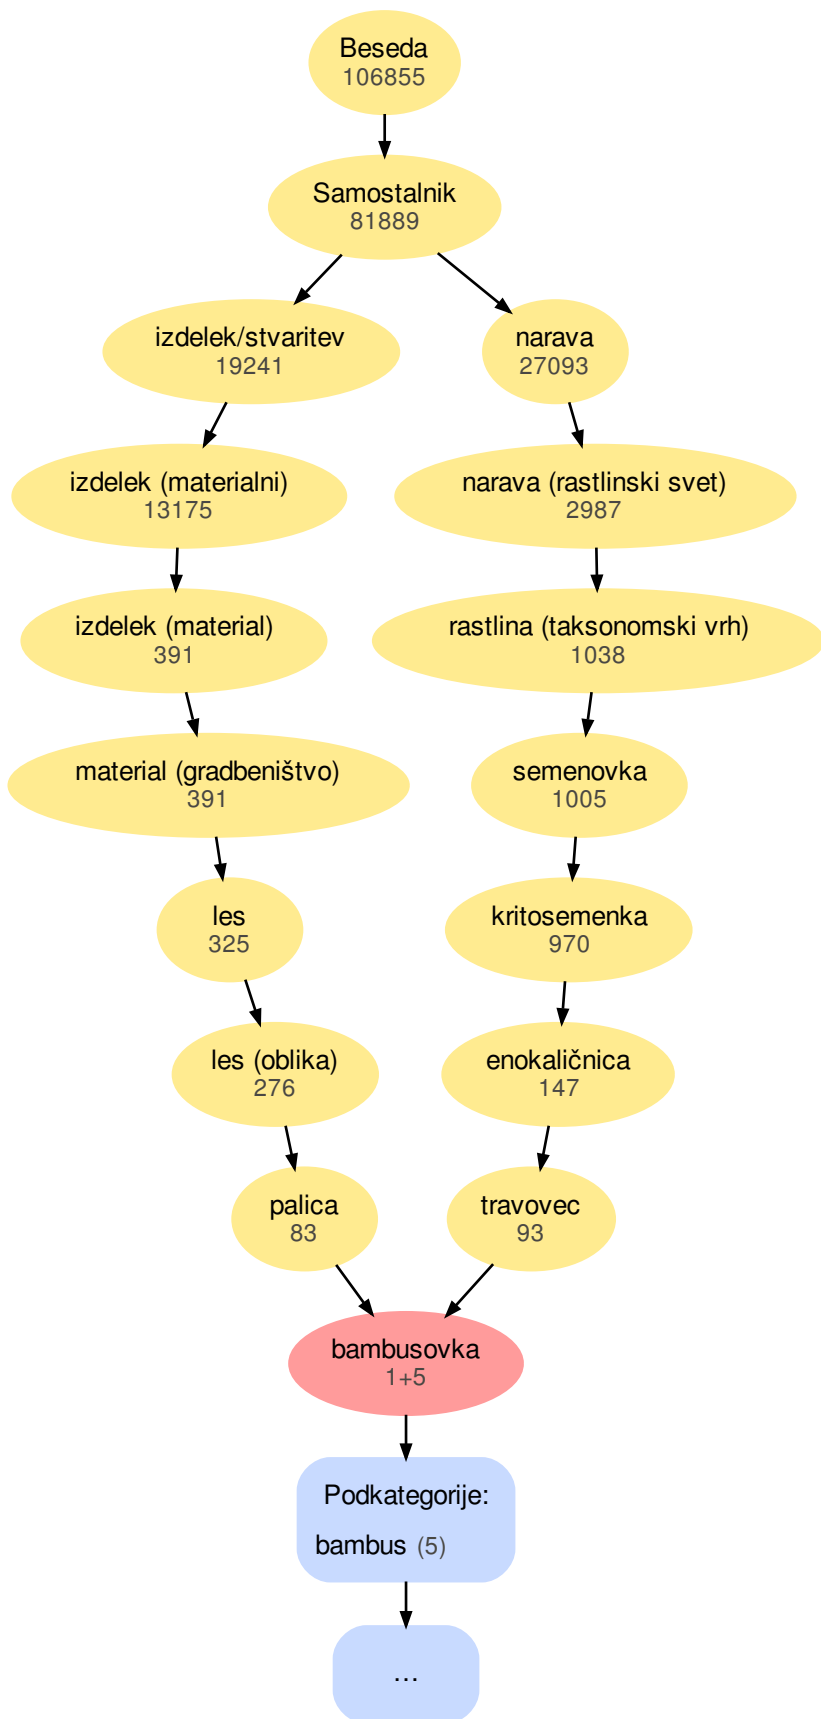 Beseda
106855
Samostalnik
81889
izdelek/stvaritev
19241
narava
27093
izdelek (materialni)
13175
narava (rastlinski svet)
2987
izdelek (material)
391
rastlina (taksonomski vrh)
1038
material (gradbeništvo)
391
semenovka
1005
les
325
kritosemenka
970
les (oblika)
276
enokaličnica
147
palica
83
travovec
93
bambusovka
1+5
Podkategorije:
bambus (5)
…